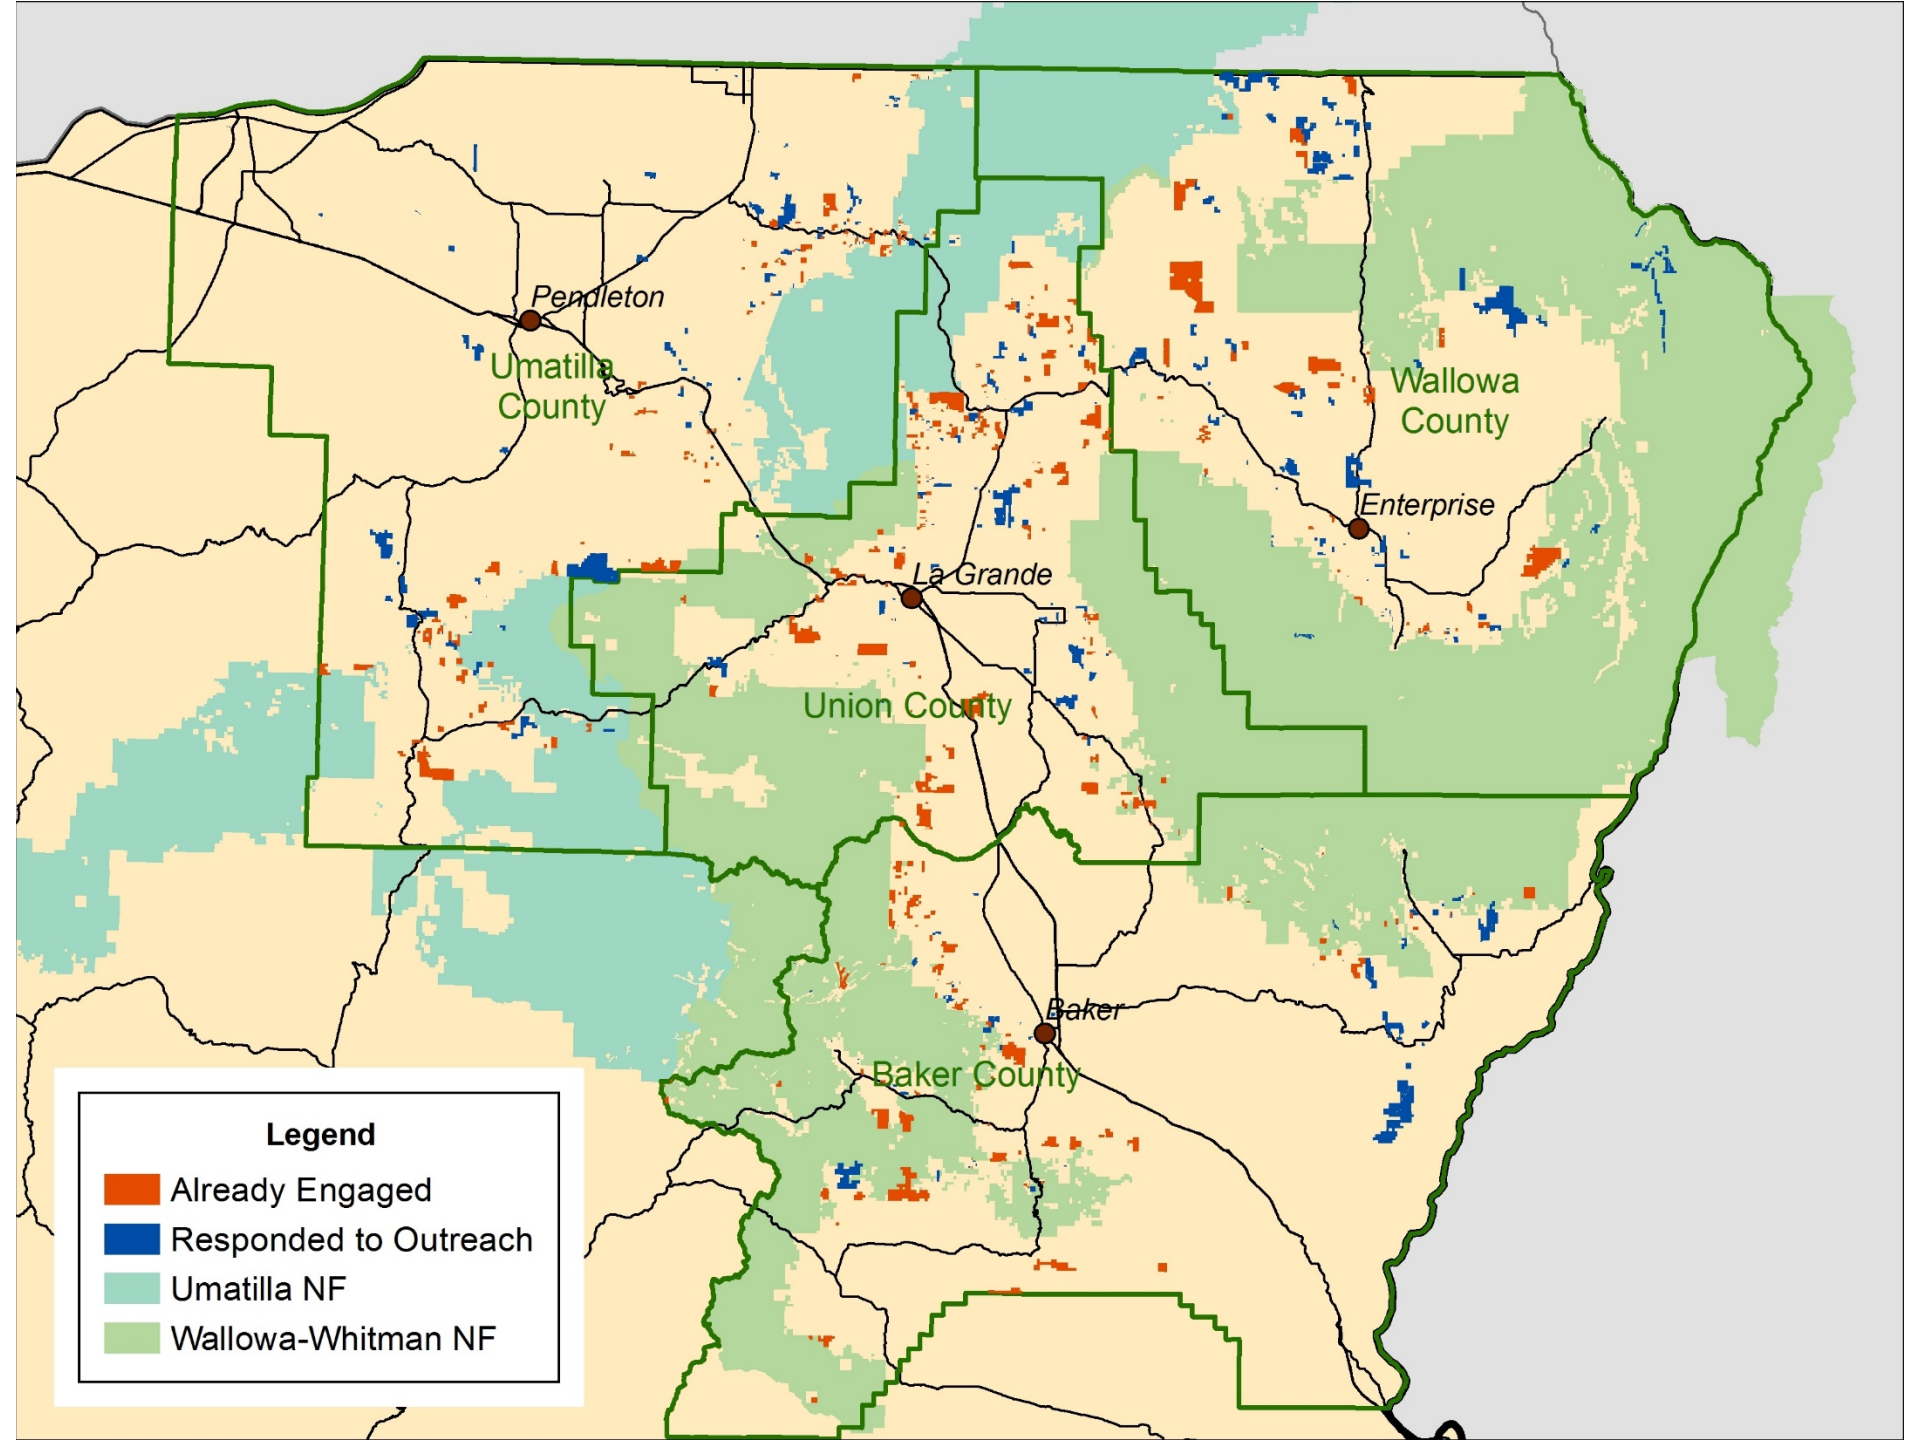 Pendleton
Umatilla
County
Wallowa
County
Enterprise
La Grande
Union County
Baker
Baker County
Legend
Already Engaged
Responded to Outreach
Umatilla NF
Wallowa-Whitman NF